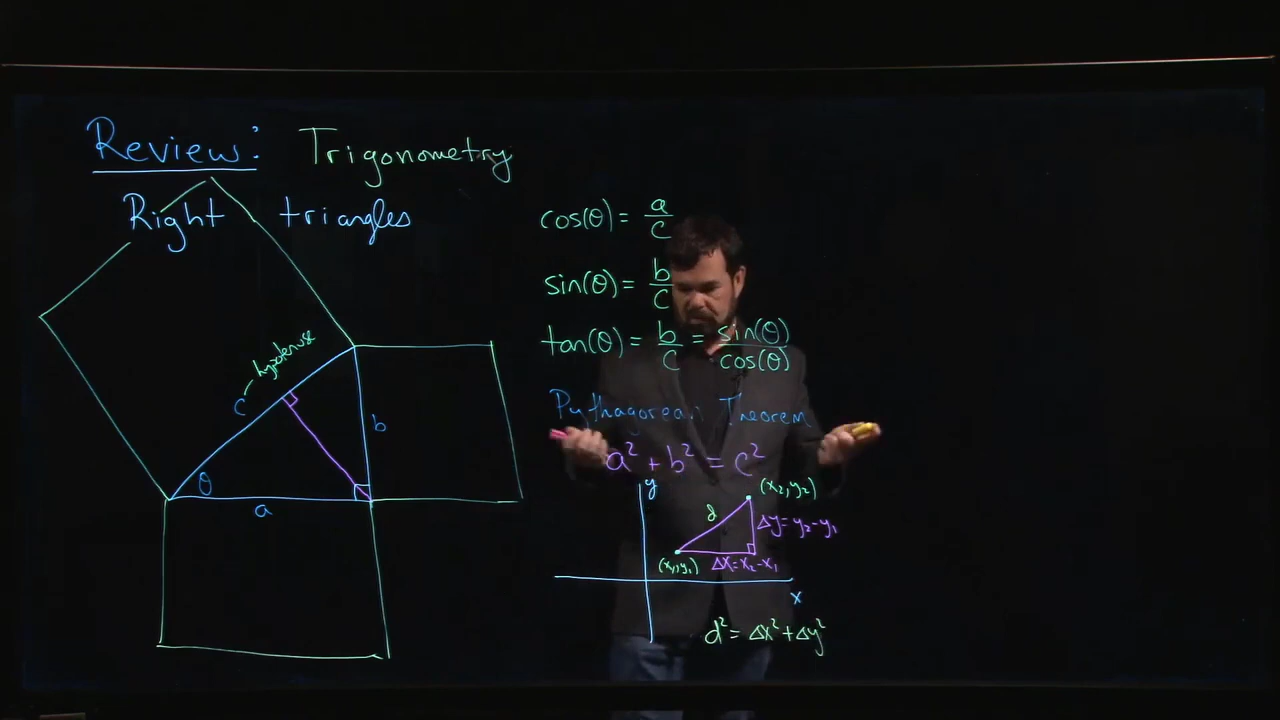 Review: Trigonometry
Right triangles
cos(θ) = a/c
sin(θ) = b/c
tan(θ) = b/c = sin(θ)/cos(θ)
Pythagorean Theorem
a² + b² = c²
hypotenuse
c
b
θ
a
y
(x₂, y₂)
d
Δy = y₂ - y₁
(x₁, y₁)
Δx = x₂ - x₁
x
d² = Δx² + Δy²